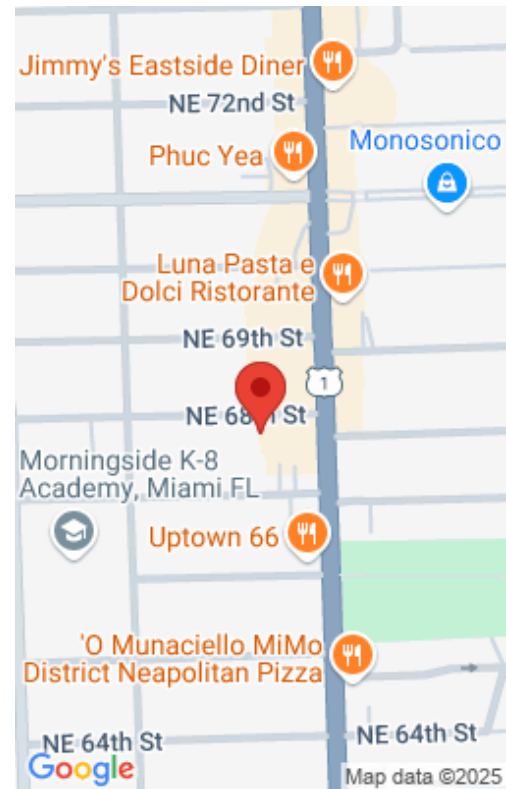 Jimmy's Eastside Diner
NE 72nd St
Phuc Yea
Monosonico
Luna Pasta e
Dolci Ristorante
NE 69th St
1
NE 68th St
Morningside K-8
Academy, Miami FL
Uptown 66
'O Munaciello MiMo
District Neapolitan Pizza
NE 64th St
NE 64th St
Google
Map data ©2025